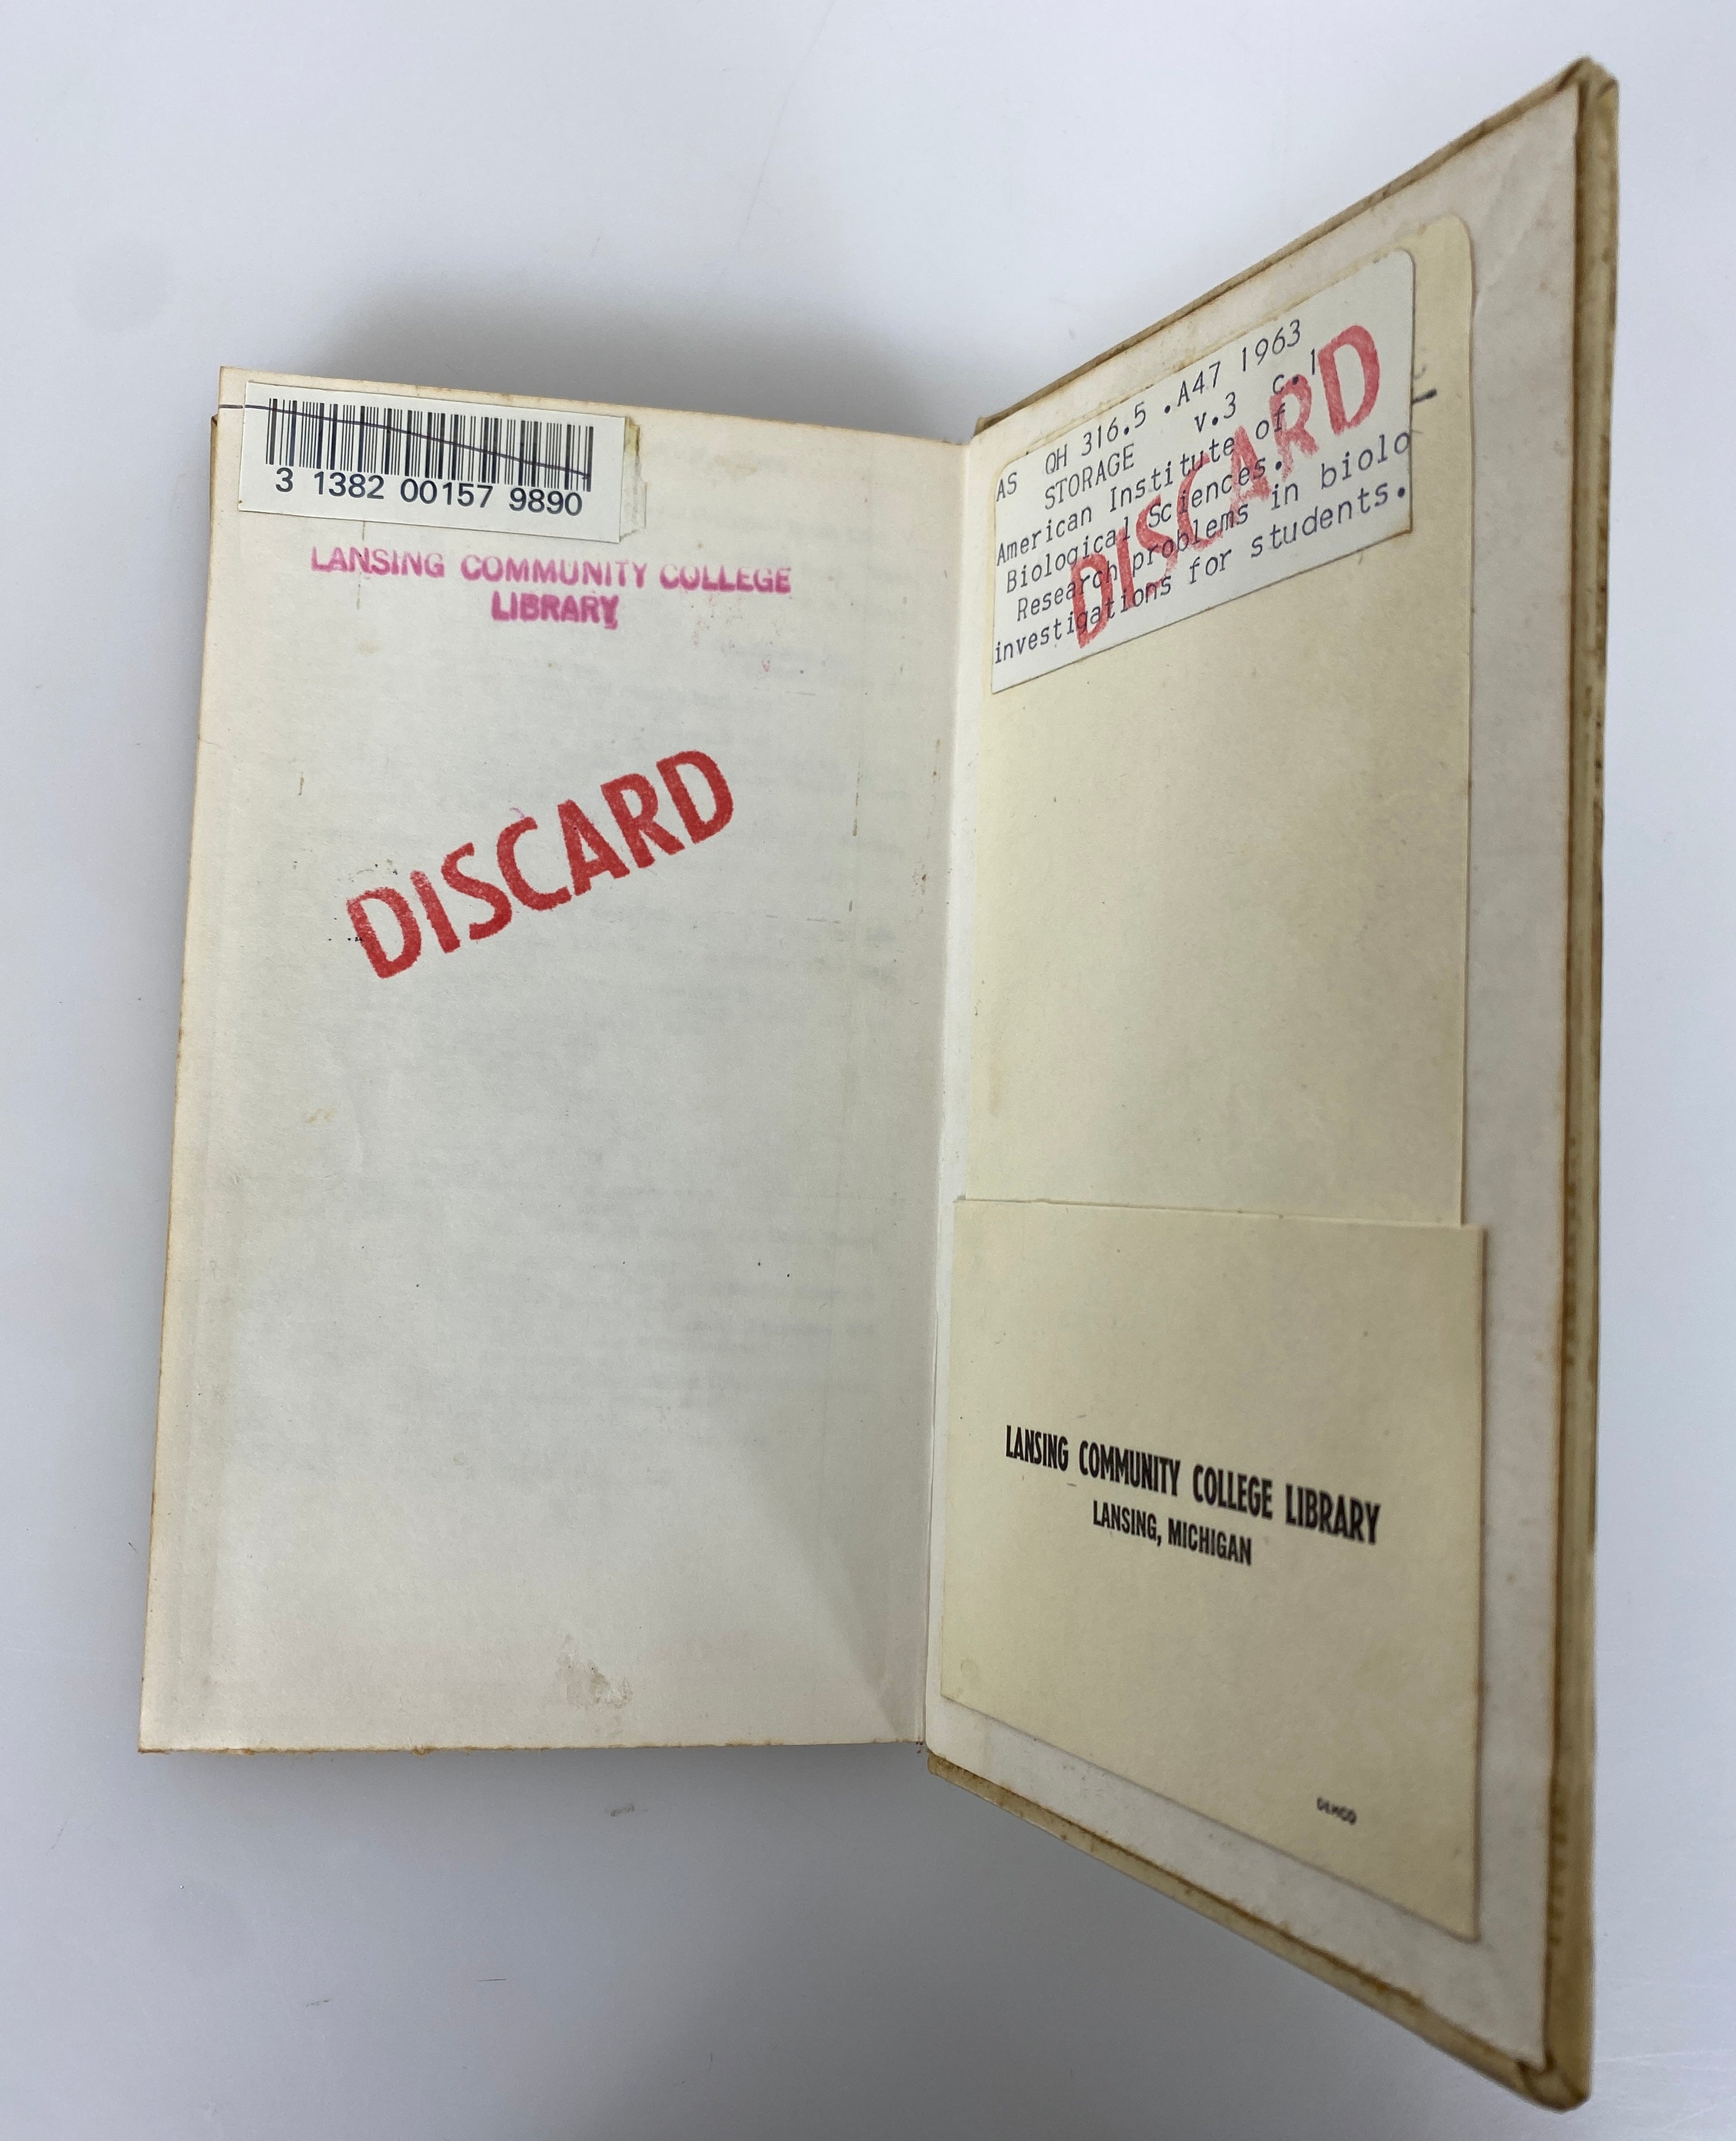 3 1382 00157 9890
LANSING COMMUNITY COLLEGE
LIBRARY
DISCARD
AS QH 316.5 .A47 1963
STORAGE v.3 c.1
American Institute of
Biological Sciences.
Research problems in biolo
investigations for students.
DISCARD
LANSING COMMUNITY COLLEGE LIBRARY
LANSING, MICHIGAN
DEMCO